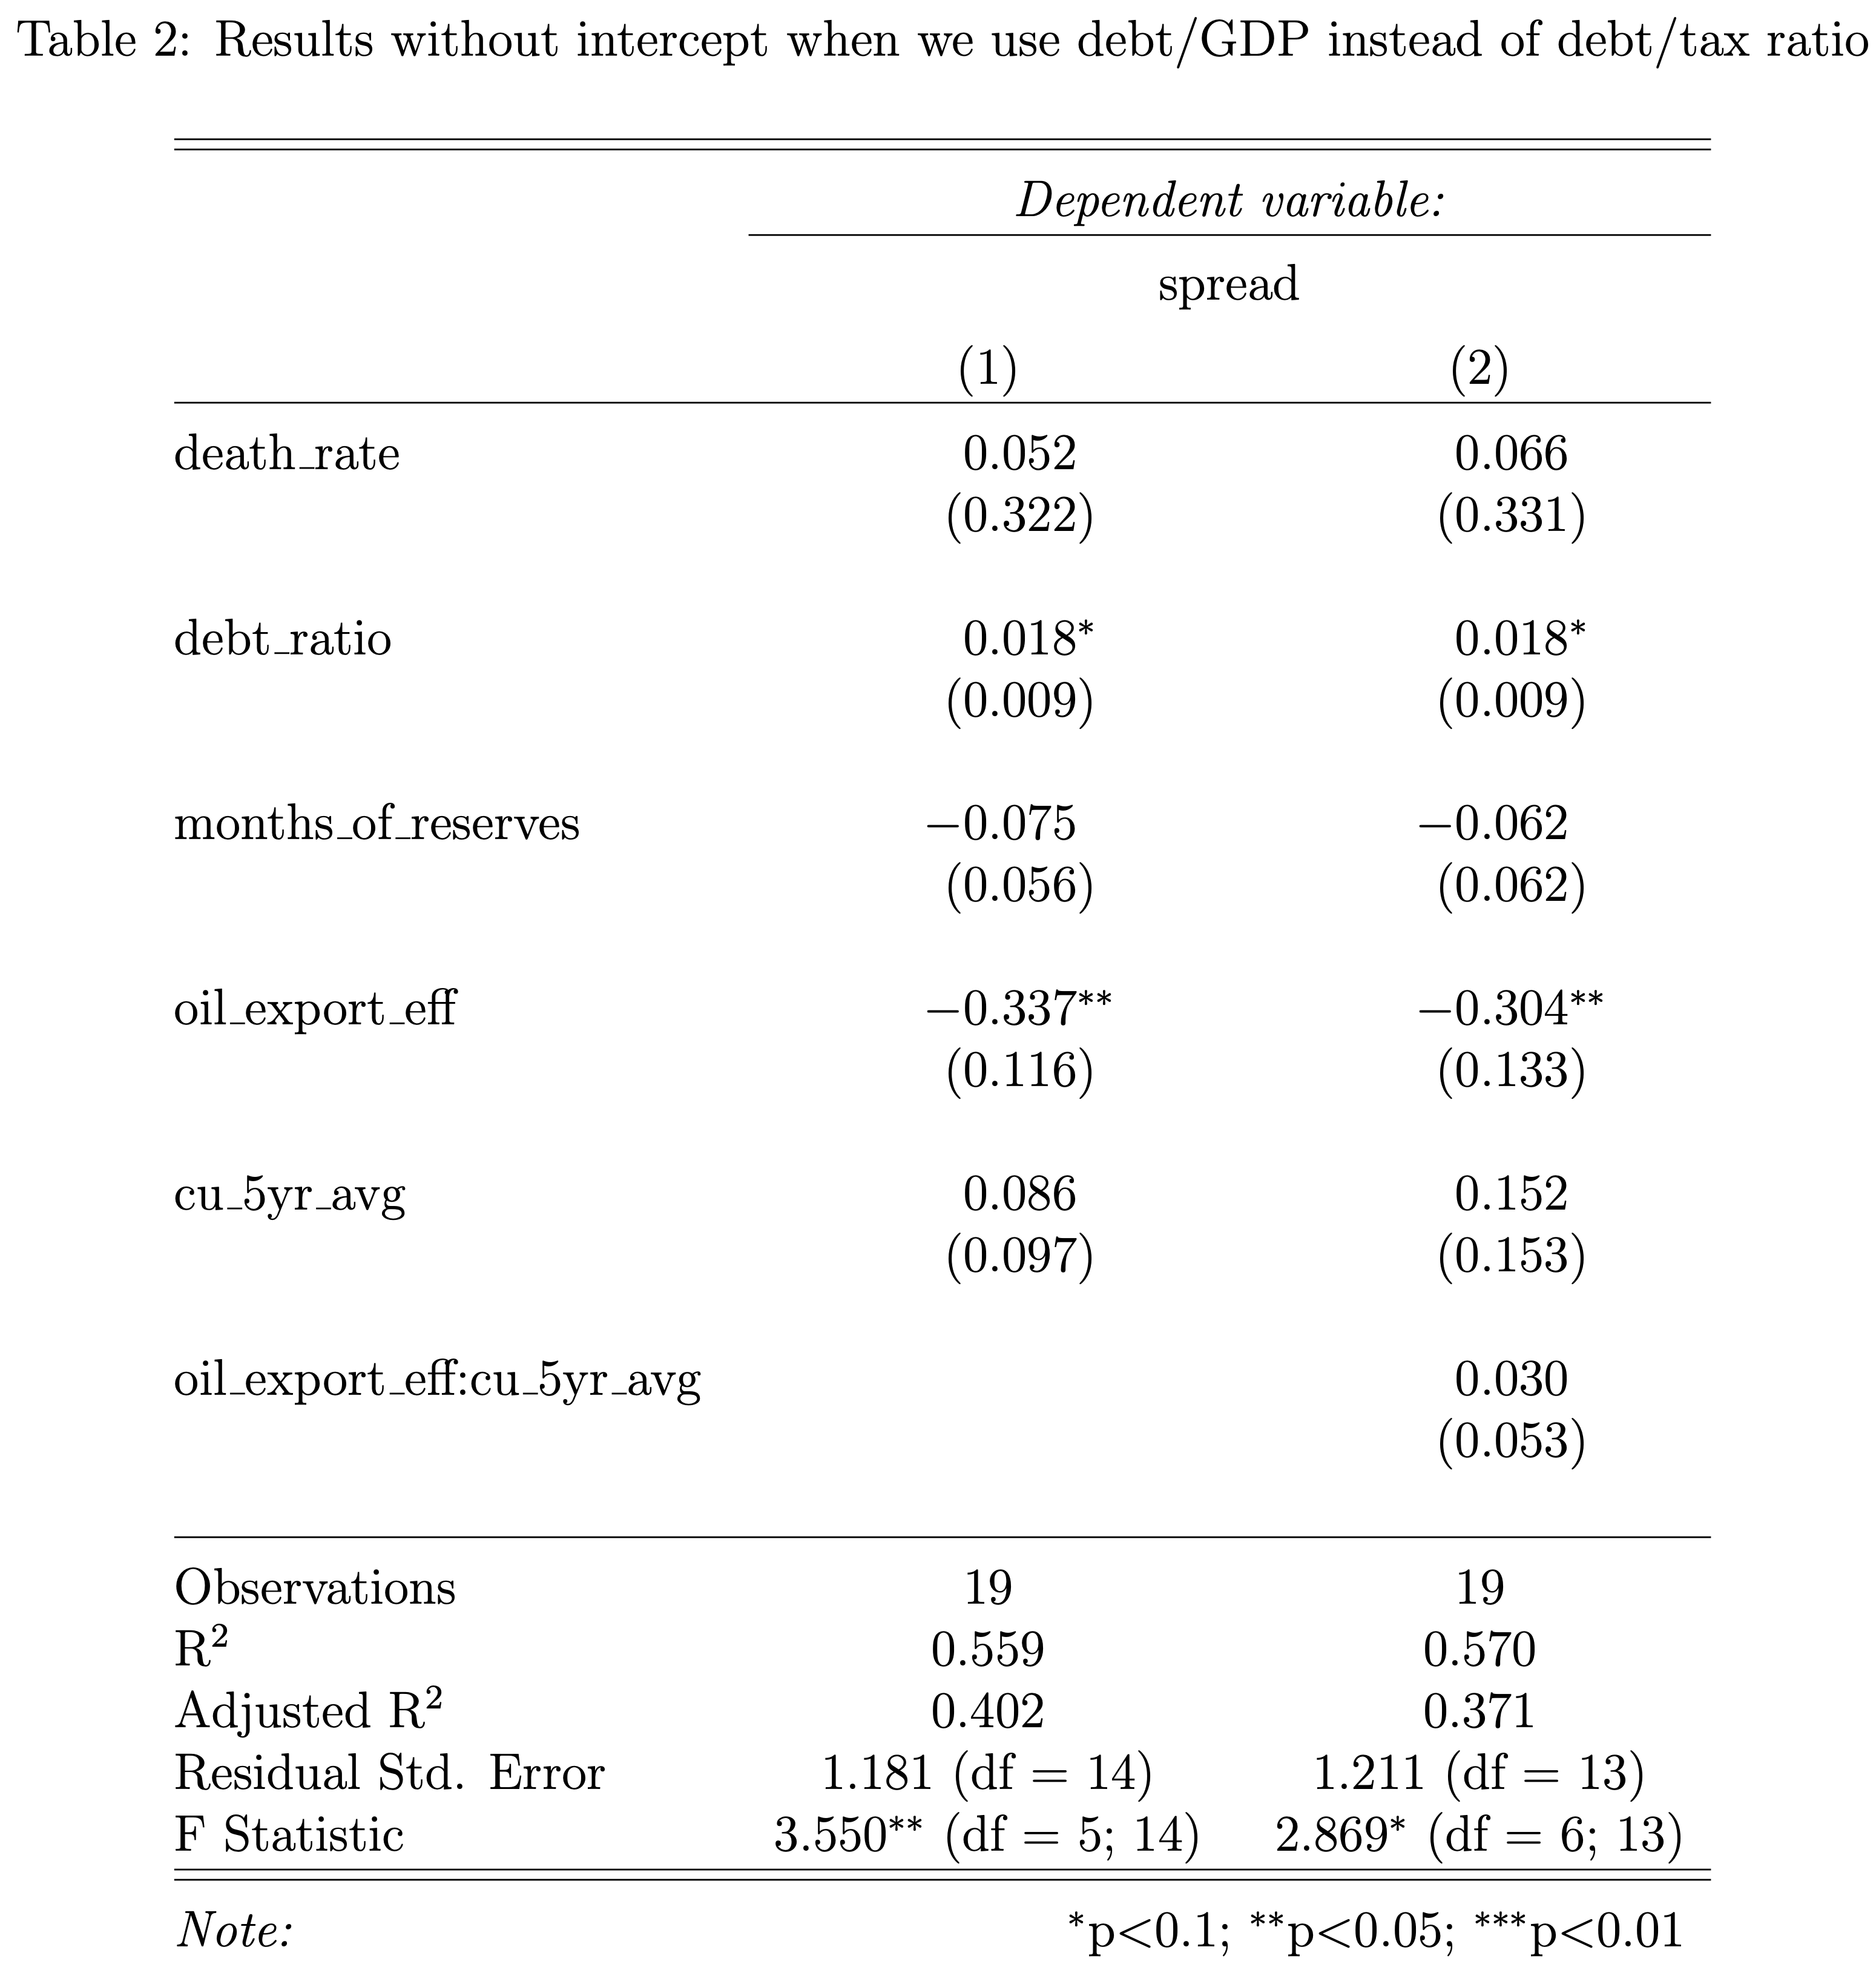 Table 2: Results without intercept when we use debt/GDP instead of debt/tax ratio
Dependent variable:
spread
(1) (2)
death_rate 0.052 0.066
(0.322) (0.331)
debt_ratio 0.018* 0.018*
(0.009) (0.009)
months_of_reserves −0.075 −0.062
(0.056) (0.062)
oil_export_eff −0.337** −0.304**
(0.116) (0.133)
cu_5yr_avg 0.086 0.152
(0.097) (0.153)
oil_export_eff:cu_5yr_avg 0.030
(0.053)
Observations 19 19
R² 0.559 0.570
Adjusted R² 0.402 0.371
Residual Std. Error 1.181 (df = 14) 1.211 (df = 13)
F Statistic 3.550** (df = 5; 14) 2.869* (df = 6; 13)
Note: *p<0.1; **p<0.05; ***p<0.01